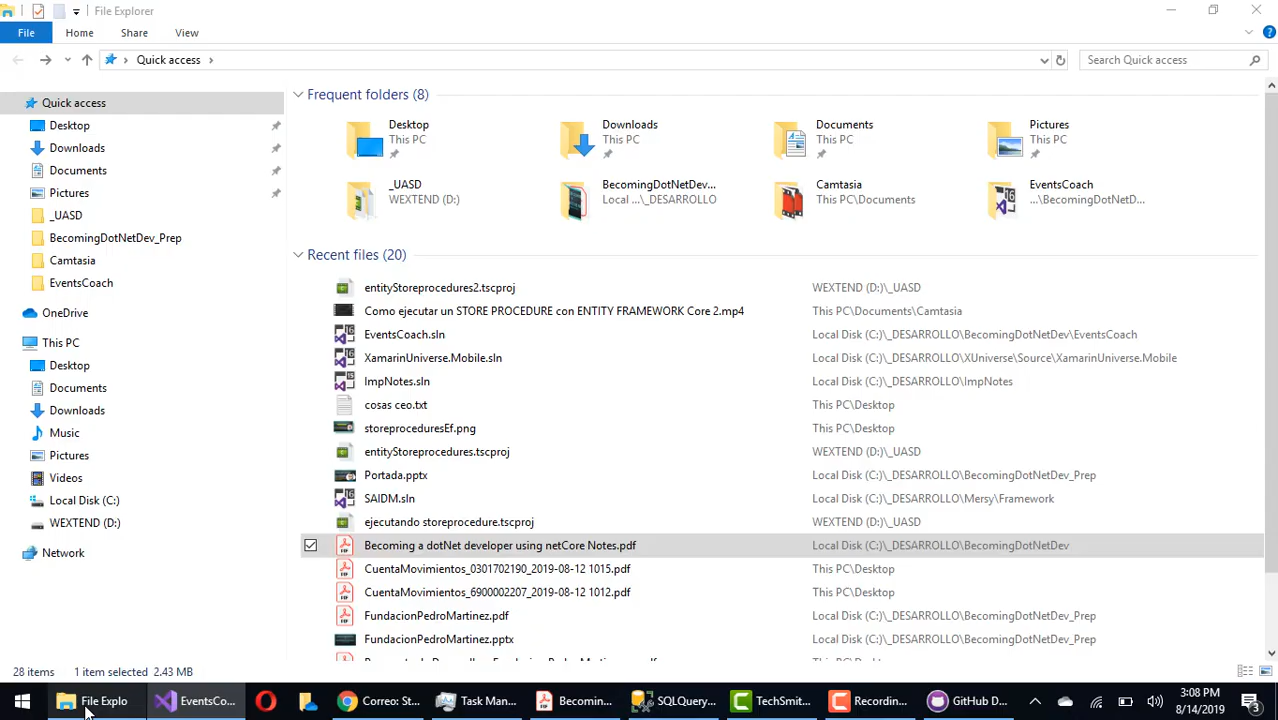 File Explorer
File
Home
Share
View
Quick access
Search Quick access
Quick access
Desktop
Downloads
Documents
Pictures
_UASD
BecomingDotNetDev_Prep
Camtasia
EventsCoach
OneDrive
This PC
Desktop
Documents
Downloads
Music
Pictures
Videos
Local Disk (C:)
WEXTEND (D:)
Network
Frequent folders (8)
Desktop
This PC
Downloads
This PC
Documents
This PC
Pictures
This PC
_UASD
WEXTEND (D:)
BecomingDotNetDev...
Local ...\_DESARROLLO
Camtasia
This PC\Documents
EventsCoach
...\BecomingDotNetD...
Recent files (20)
entityStoreprocedures2.tscproj WEXTEND (D:)\_UASD
Como ejecutar un STORE PROCEDURE con ENTITY FRAMEWORK Core 2.mp4 This PC\Documents\Camtasia
EventsCoach.sln Local Disk (C:)\_DESARROLLO\BecomingDotNetDev\EventsCoach
XamarinUniverse.Mobile.sln Local Disk (C:)\_DESARROLLO\XUniverse\Source\XamarinUniverse.Mobile
ImpNotes.sln Local Disk (C:)\_DESARROLLO\ImpNotes
cosas ceo.txt This PC\Desktop
storeproceduresEf.png This PC\Desktop
entityStoreprocedures.tscproj WEXTEND (D:)\_UASD
Portada.pptx Local Disk (C:)\_DESARROLLO\BecomingDotNetDev_Prep
SAIDM.sln Local Disk (C:)\_DESARROLLO\Mersy\Framework
ejecutando storeprocedure.tscproj WEXTEND (D:)\_UASD
Becoming a dotNet developer using netCore Notes.pdf Local Disk (C:)\_DESARROLLO\BecomingDotNetDev
CuentaMovimientos_0301702190_2019-08-12 1015.pdf This PC\Desktop
CuentaMovimientos_6900002207_2019-08-12 1012.pdf This PC\Desktop
FundacionPedroMartinez.pdf Local Disk (C:)\_DESARROLLO\BecomingDotNetDev_Prep
FundacionPedroMartinez.pptx Local Disk (C:)\_DESARROLLO\BecomingDotNetDev_Prep
28 items 1 item selected 2.43 MB
File Explo
EventsCo...
Correo: St...
Task Man...
Becomin...
SQLQuery...
TechSmit...
Recording...
GitHub D...
3:08 PM
8/14/2019
3